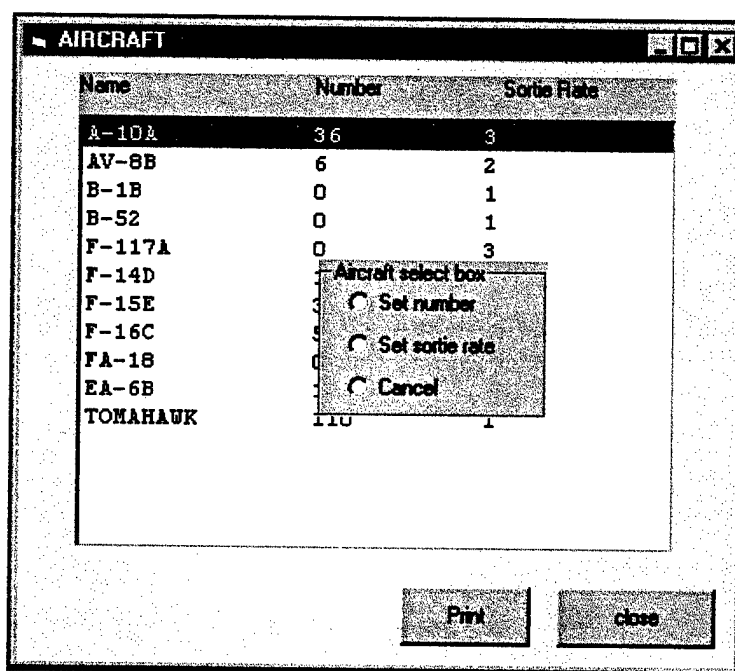 AIRCRAFT
Name Number Sortie Rate
A-10A 36 3
AV-8B 6 2
B-1B 0 1
B-52 0 1
F-117A 0 3
F-14D
Aircraft select box
F-15E
Set number
F-16C
Set sortie rate
FA-18
EA-6B
Cancel
TOMAHAWK 110 1
Print close